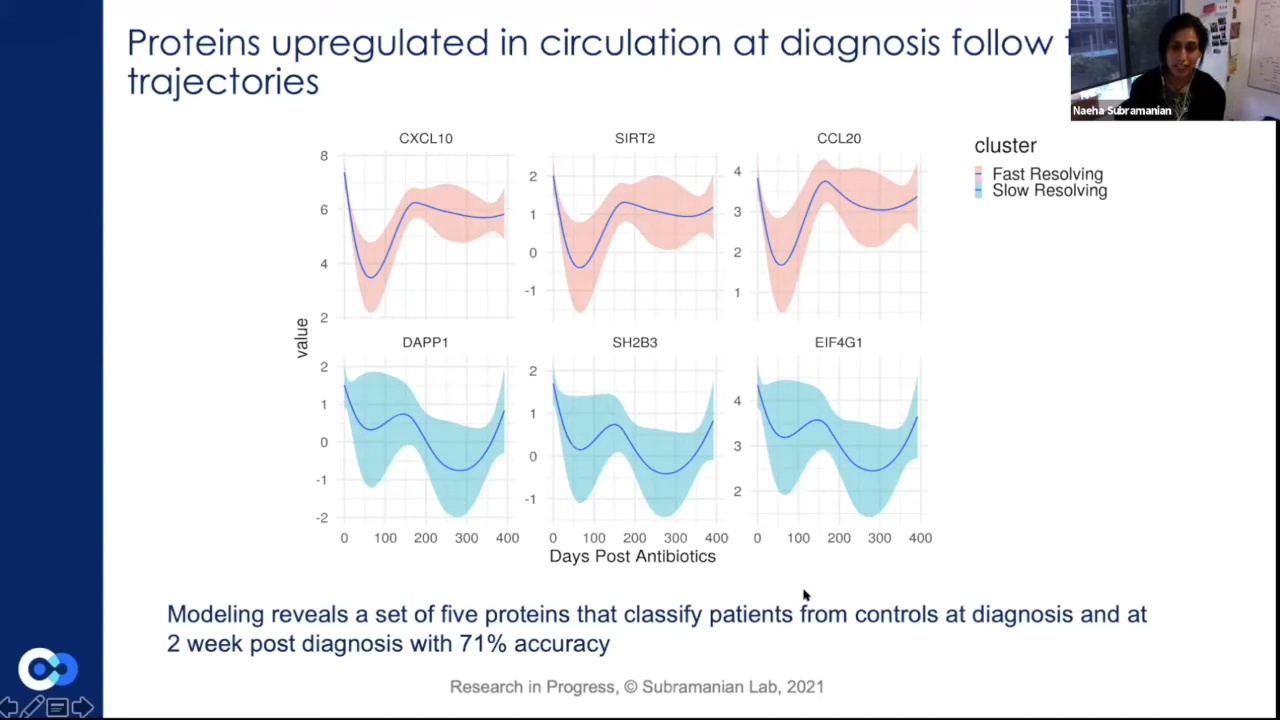 Proteins upregulated in circulation at diagnosis follow
trajectories
Naeha Subramanian
CXCL10
SIRT2
CCL20
cluster
Fast Resolving
Slow Resolving
8
6
4
2
2
1
0
-1
4
3
2
1
value
DAPP1
SH2B3
EIF4G1
2
1
0
-1
-2
2
1
0
-1
4
3
2
0 100 200 300 400
0 100 200 300 400
0 100 200 300 400
Days Post Antibiotics
Modeling reveals a set of five proteins that classify patients from controls at diagnosis and at
2 week post diagnosis with 71% accuracy
Research in Progress, © Subramanian Lab, 2021